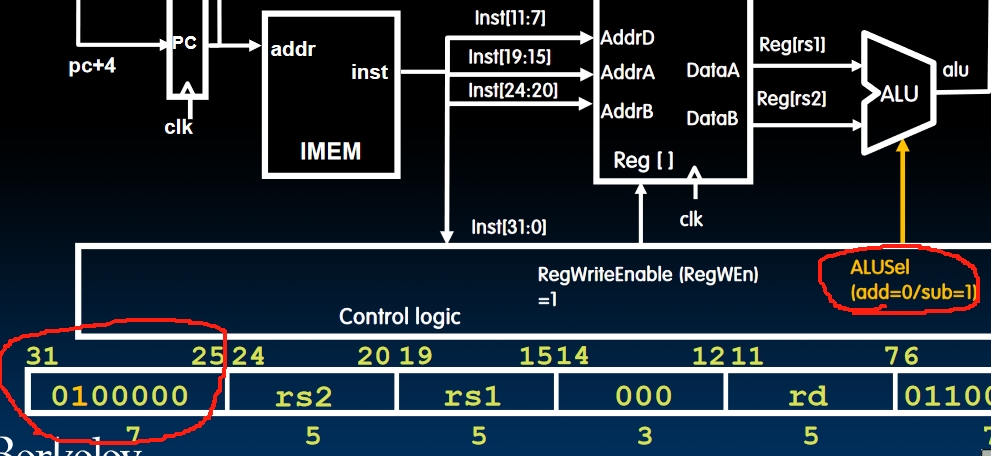 Inst[11:7]
PC
addr
AddrD
Reg[rs1]
pc+4
inst
Inst[19:15]
AddrA
DataA
alu
Inst[24:20]
AddrB
Reg[rs2]
ALU
clk
DataB
IMEM
Reg [ ]
clk
Inst[31:0]
RegWriteEnable (RegWEn)
=1
ALUSel
(add=0/sub=1)
Control logic
31 25 24 20 19 15 14 12 11 7 6
0100000 rs2 rs1 000 rd 01100
7 5 5 3 5
Berkeley